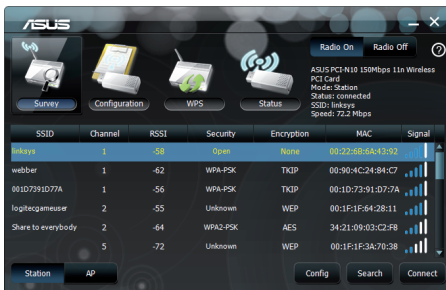 ASUS
Radio On Radio Off
ASUS PCI-N10 150Mbps 11n Wireless
PCI Card
Mode: Station
Status: connected
SSID: linksys
Speed: 72.2 Mbps
Survey Configuration WPS Status
SSID Channel RSSI Security Encryption MAC Signal
linksys 1 -58 Open None 00:22:6B:6A:43:92
webber 1 -62 WPA-PSK TKIP 00:90:4C:24:84:C7
001D7391D77A 1 -56 WPA-PSK TKIP 00:1D:73:91:D7:7A
logitecgameuser 2 -55 Unknown WEP 00:1F:1F:64:28:11
Share to everybody 2 -64 WPA2-PSK AES 34:21:09:03:C2:F8
5 -72 Unknown WEP 00:1F:1F:3A:70:38
Station AP Config Search Connect